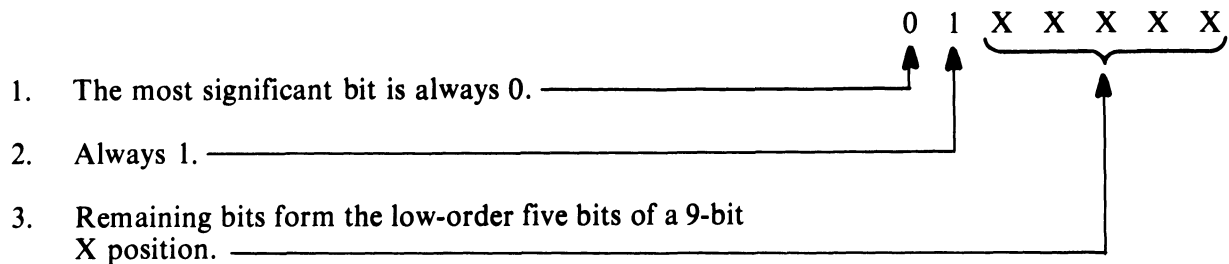 0 1 X X X X X
1. The most significant bit is always 0.
2. Always 1.
3. Remaining bits form the low-order five bits of a 9-bit
X position.